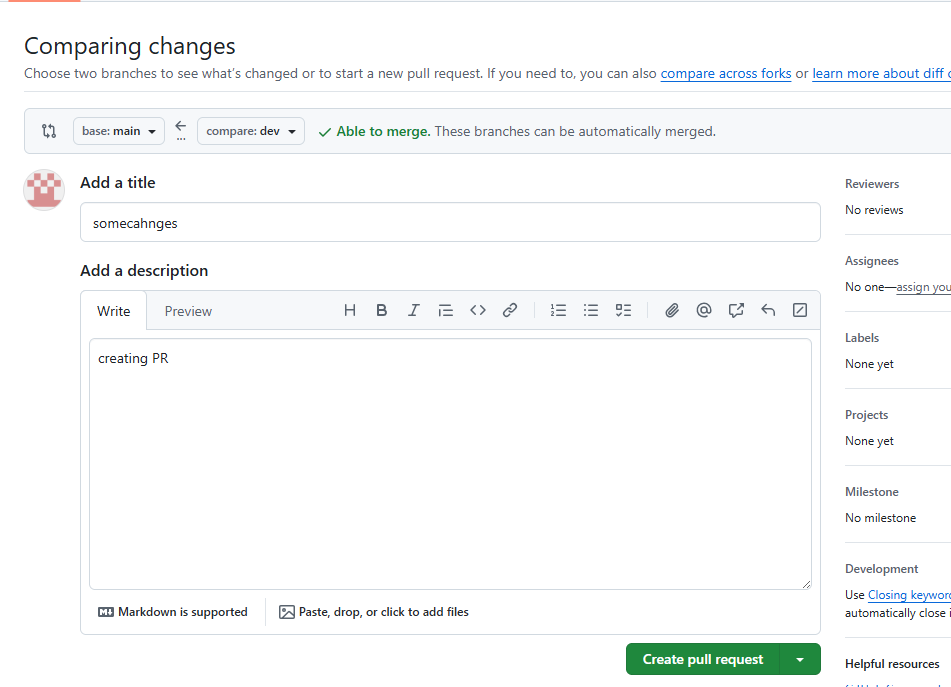 Comparing changes
Choose two branches to see what's changed or to start a new pull request. If you need to, you can also compare across forks or learn more about diff
base: main ... compare: dev Able to merge. These branches can be automatically merged.
Add a title
somecahnges
Add a description
Write Preview
creating PR
Markdown is supported Paste, drop, or click to add files
Create pull request
Reviewers
No reviews
Assignees
No one—assign you
Labels
None yet
Projects
None yet
Milestone
No milestone
Development
Use Closing keywor
automatically close
Helpful resources